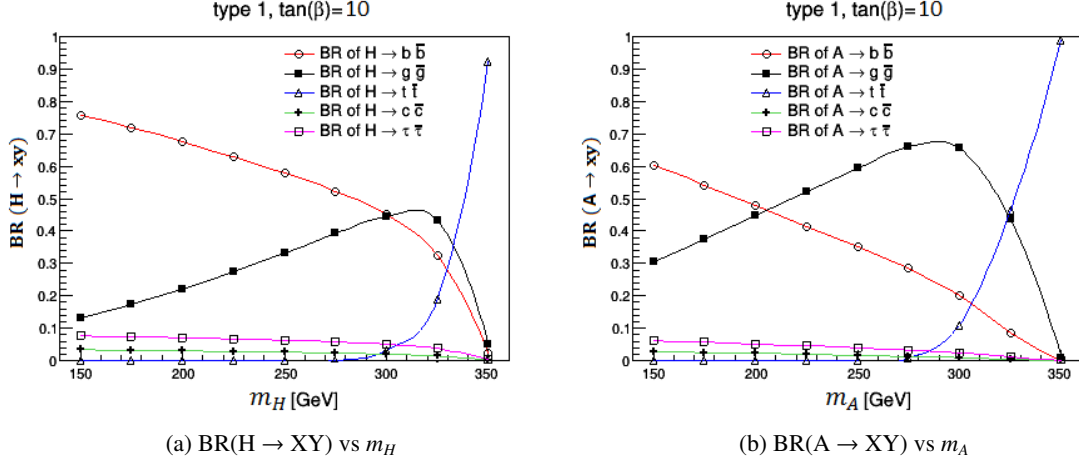 type 1, tan(β)=10
BR of H → b b̅
BR of H → g g̅
BR of H → t t̅
BR of H → c c̅
BR of H → τ τ̅
BR (H → xy)
1
0.9
0.8
0.7
0.6
0.5
0.4
0.3
0.2
0.1
0
150 200 250 300 350
m_H [GeV]
(a) BR(H → XY) vs m_H
type 1, tan(β)=10
BR of A → b b̅
BR of A → g g̅
BR of A → t t̅
BR of A → c c̅
BR of A → τ τ̅
BR (A → xy)
1
0.9
0.8
0.7
0.6
0.5
0.4
0.3
0.2
0.1
0
150 200 250 300 350
m_A [GeV]
(b) BR(A → XY) vs m_A